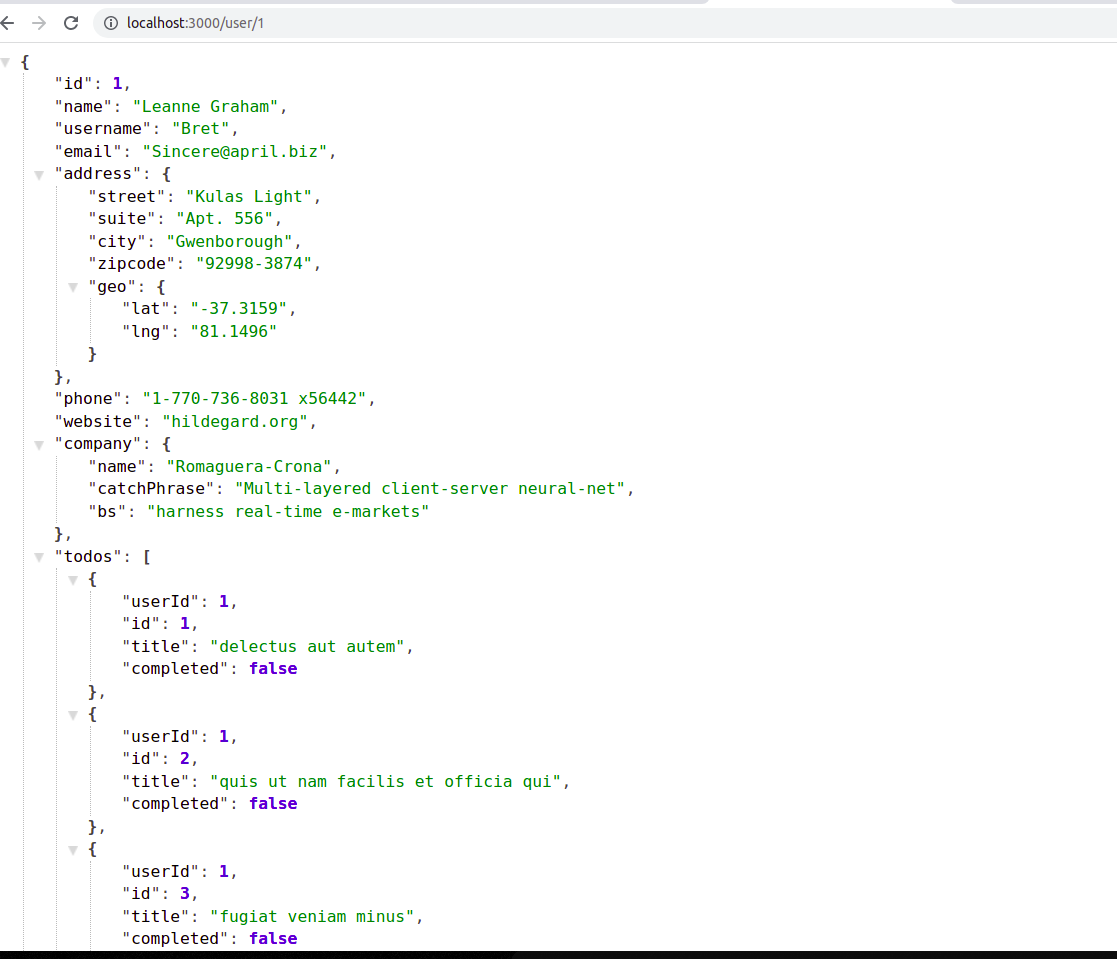 localhost:3000/user/1
{
"id": 1,
"name": "Leanne Graham",
"username": "Bret",
"email": "Sincere@april.biz",
"address": {
"street": "Kulas Light",
"suite": "Apt. 556",
"city": "Gwenborough",
"zipcode": "92998-3874",
"geo": {
"lat": "-37.3159",
"lng": "81.1496"
}
},
"phone": "1-770-736-8031 x56442",
"website": "hildegard.org",
"company": {
"name": "Romaguera-Crona",
"catchPhrase": "Multi-layered client-server neural-net",
"bs": "harness real-time e-markets"
},
"todos": [
{
"userId": 1,
"id": 1,
"title": "delectus aut autem",
"completed": false
},
{
"userId": 1,
"id": 2,
"title": "quis ut nam facilis et officia qui",
"completed": false
},
{
"userId": 1,
"id": 3,
"title": "fugiat veniam minus",
"completed": false